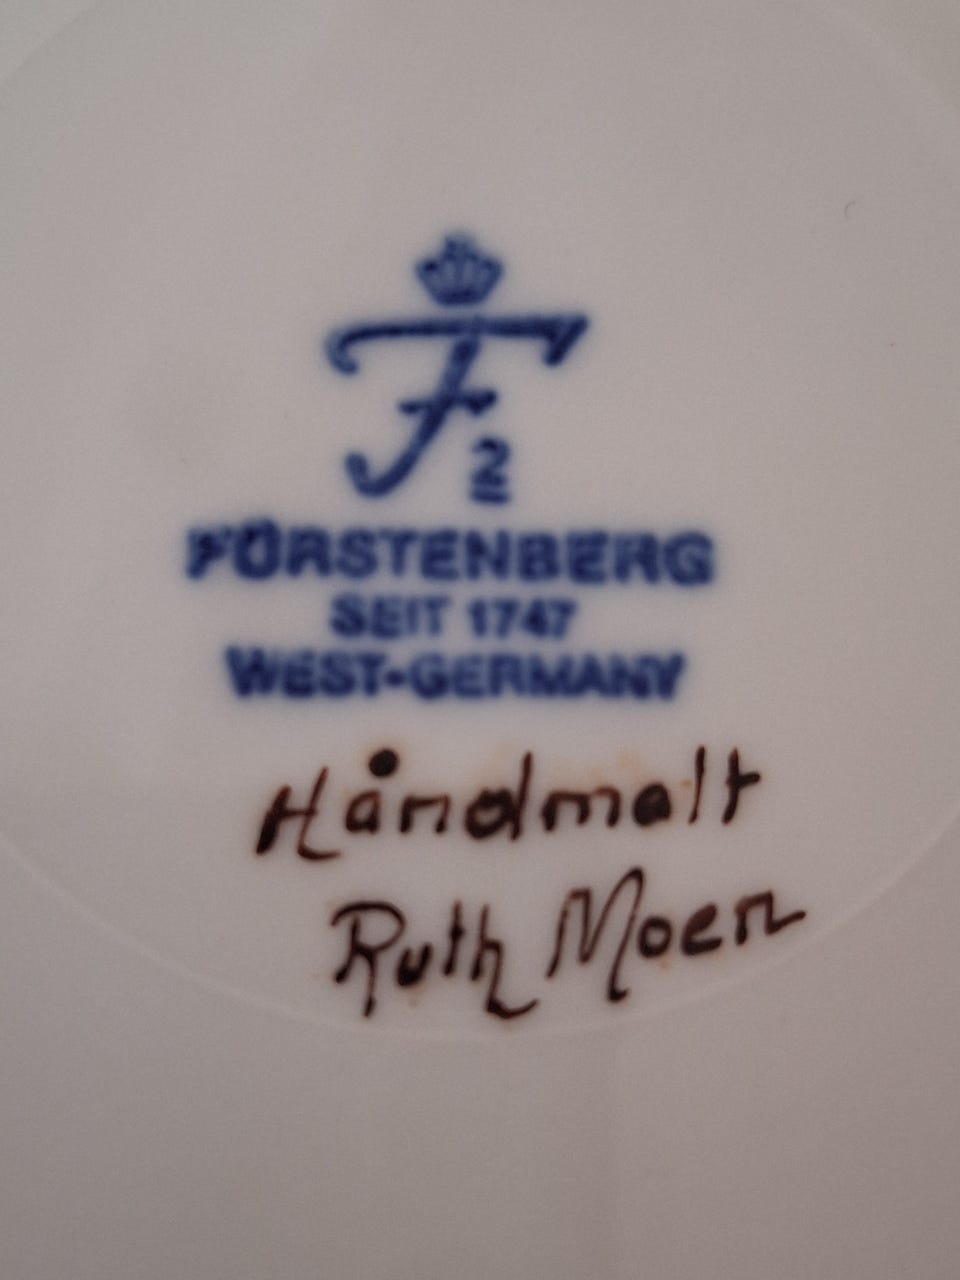 F
2
FÜRSTENBERG
SEIT 1747
WEST-GERMANY
Håndmalt
Ruth Moen